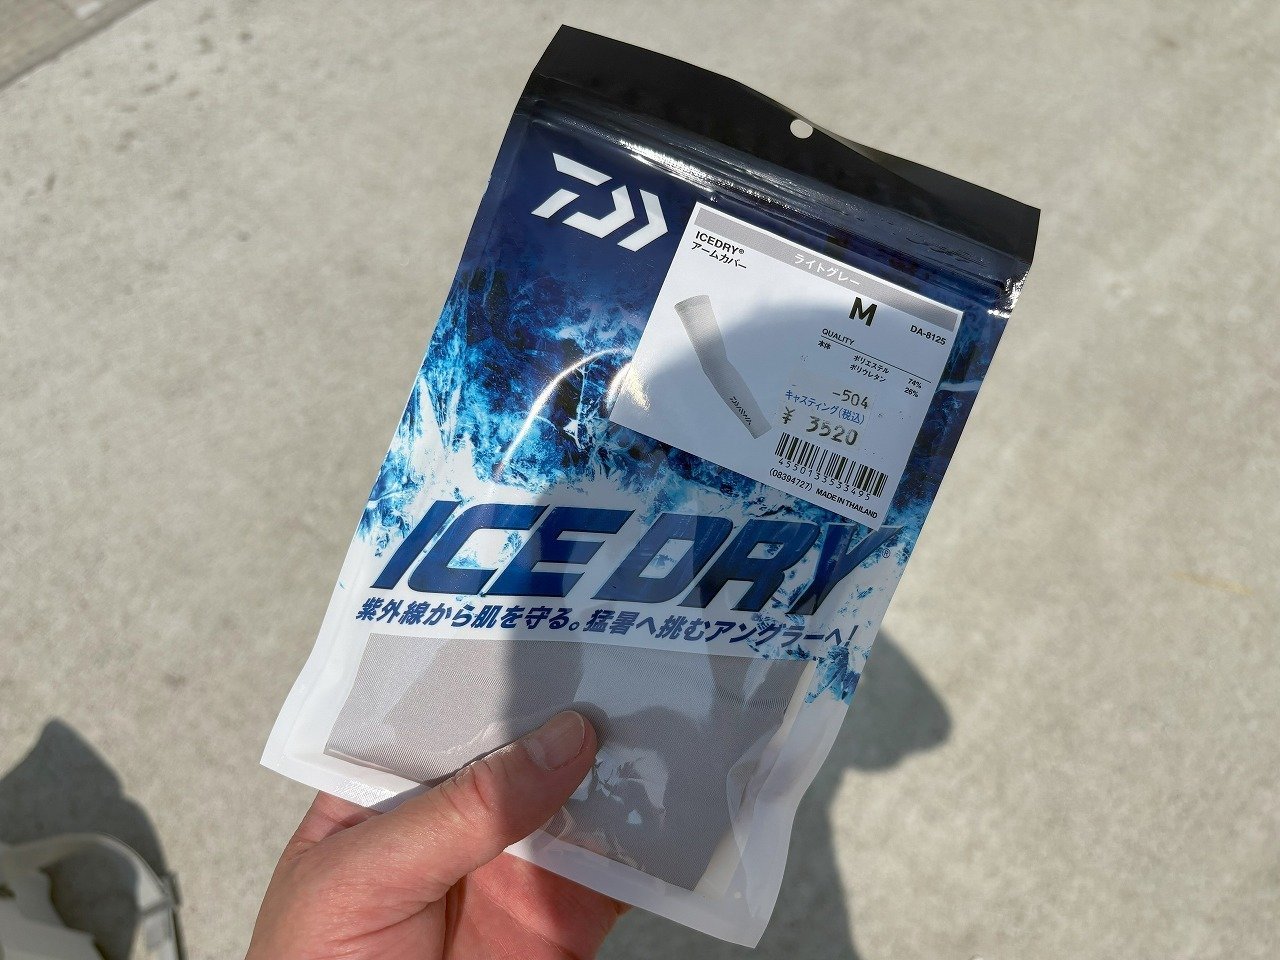 ICEDRY®
アームカバー
ライトグレー
M
DA-8125
QUALITY
本体
ポリエステル 74%
ポリウレタン 26%
DAIWA
-504
キャスティング(税込)
¥ 3520
4550133533495
(08394727) MADE IN THAILAND
ICE DRY®
紫外線から肌を守る。猛暑へ挑むアングラーへ!